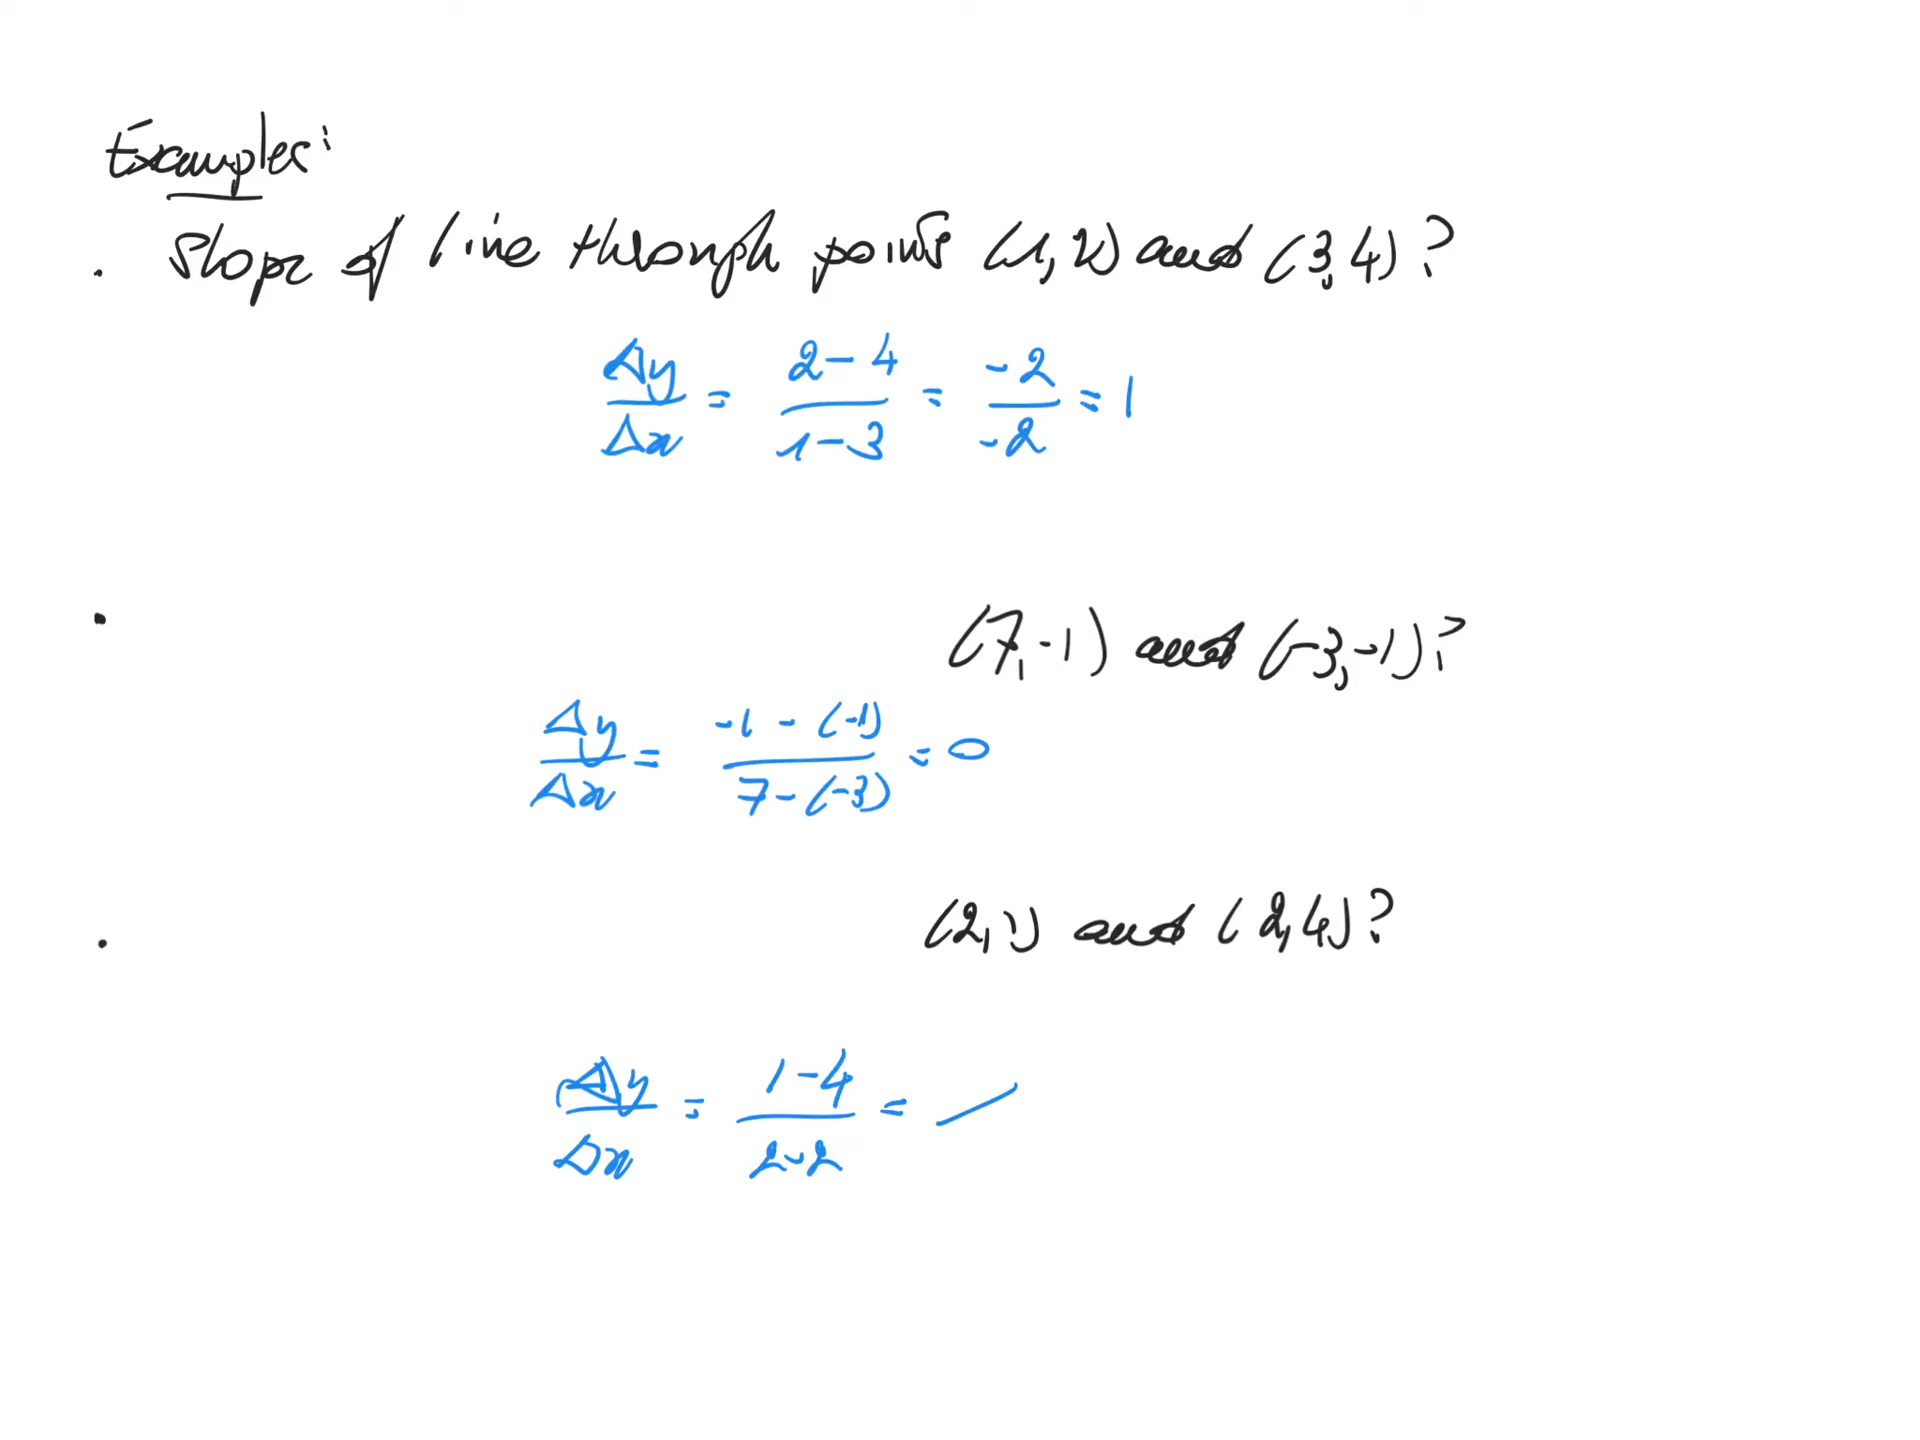 Examples:
. Slope of line through points (1,2) and (3,4)?
Δy/Δx = (2-4)/(1-3) = -2/-2 = 1
. (7,-1) and (-3,-1)?
Δy/Δx = (-1-(-1))/(7-(-3)) = 0
. (2,1) and (2,4)?
Δy/Δx = (1-4)/(2-2) = /